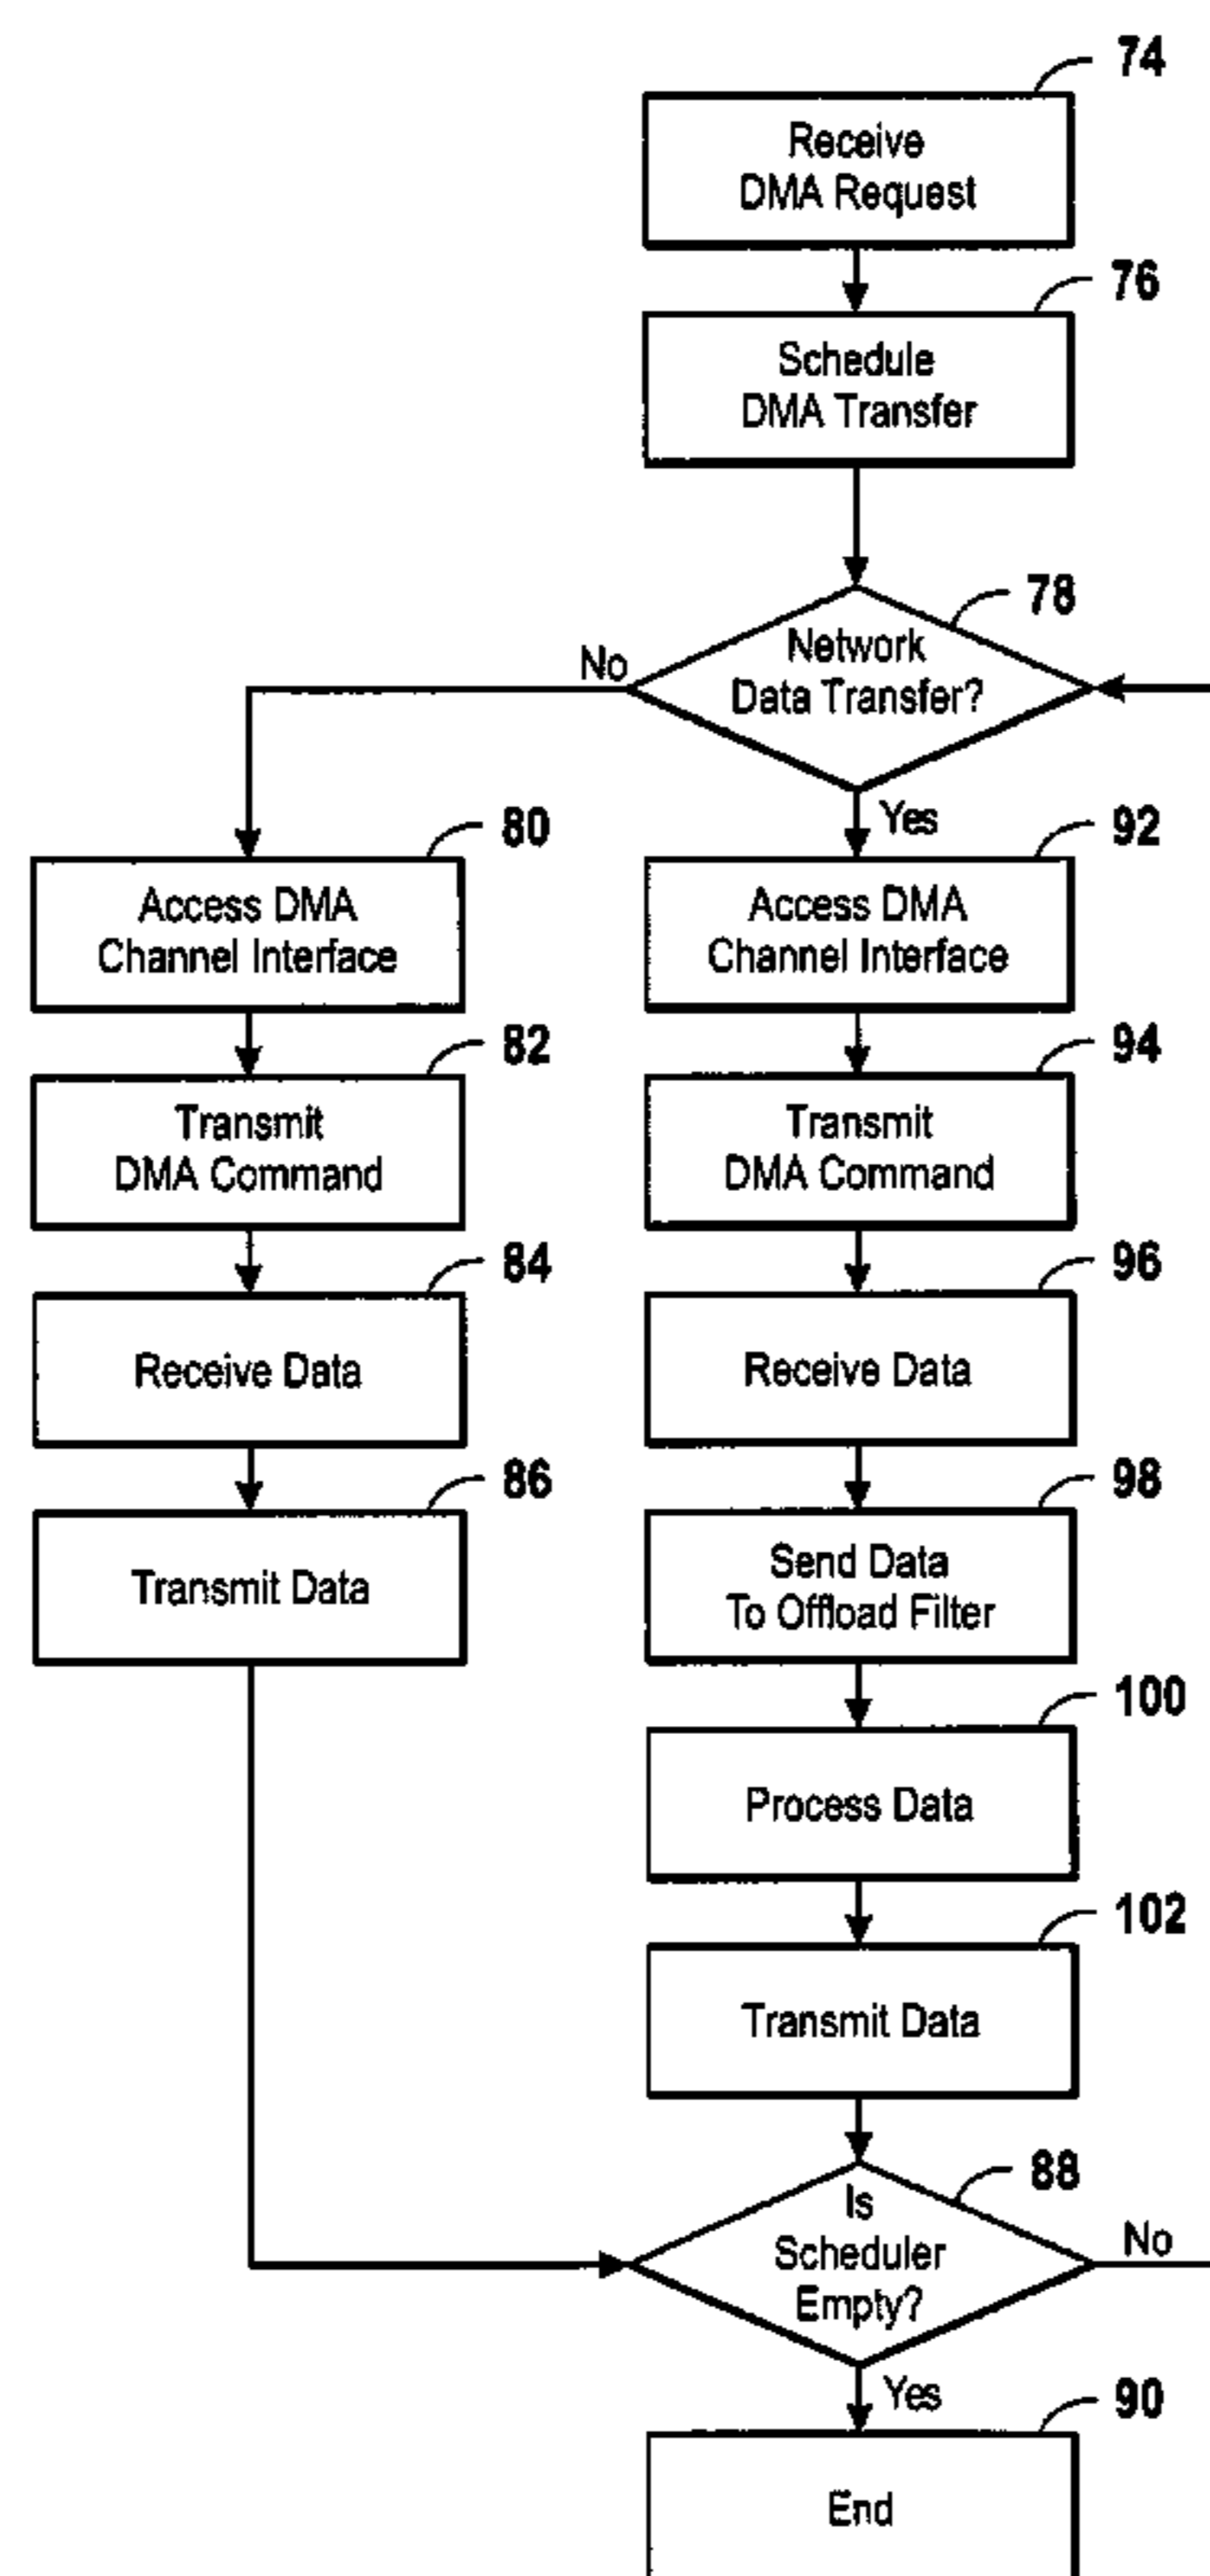 74
Receive
DMA Request
76
Schedule
DMA Transfer
78
Network
Data Transfer?
No
Yes
80
Access DMA
Channel Interface
92
Access DMA
Channel Interface
82
Transmit
DMA Command
94
Transmit
DMA Command
84
Receive Data
96
Receive Data
86
Transmit Data
98
Send Data
To Offload Filter
100
Process Data
102
Transmit Data
88
Is
Scheduler
Empty?
No
Yes
90
End